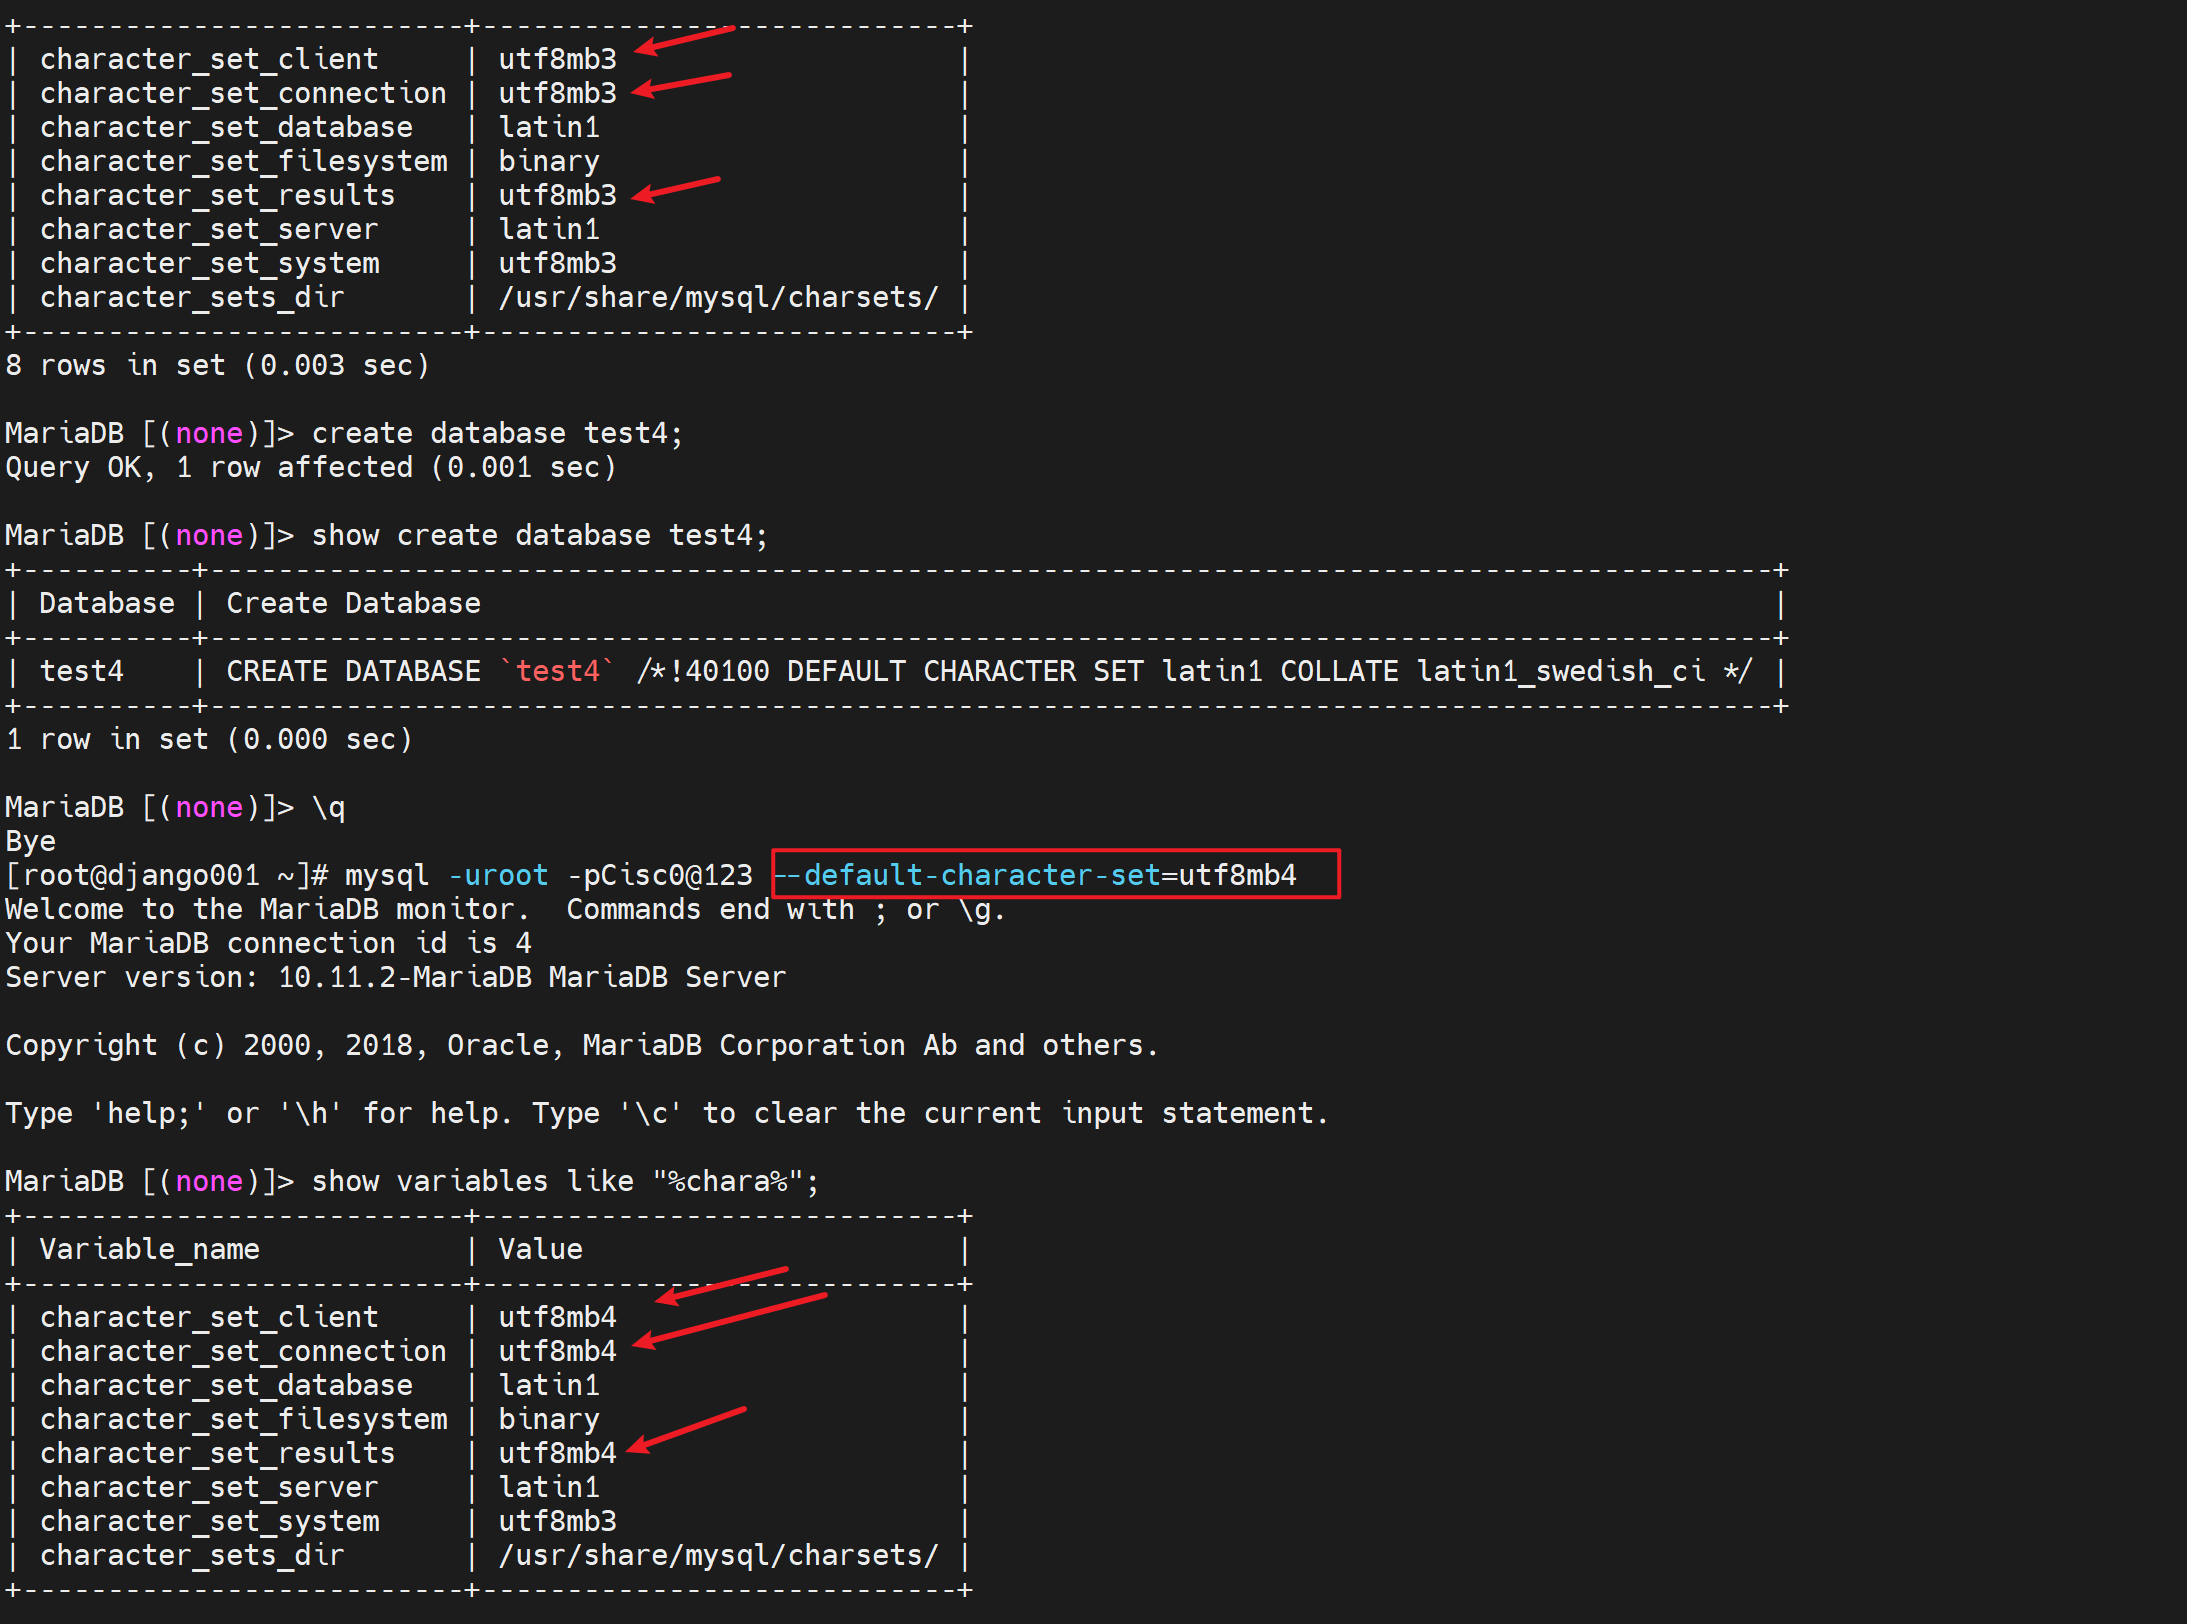 +--------------------------+----------------------------+
| character_set_client     | utf8mb3                    |
| character_set_connection | utf8mb3                    |
| character_set_database   | latin1                     |
| character_set_filesystem | binary                     |
| character_set_results    | utf8mb3                    |
| character_set_server     | latin1                     |
| character_set_system     | utf8mb3                    |
| character_sets_dir       | /usr/share/mysql/charsets/ |
+--------------------------+----------------------------+
8 rows in set (0.003 sec)

MariaDB [(none)]> create database test4;
Query OK, 1 row affected (0.001 sec)

MariaDB [(none)]> show create database test4;
+----------+--------------------------------------------------------------------------------------------+
| Database | Create Database                                                                            |
+----------+--------------------------------------------------------------------------------------------+
| test4    | CREATE DATABASE `test4` /*!40100 DEFAULT CHARACTER SET latin1 COLLATE latin1_swedish_ci */ |
+----------+--------------------------------------------------------------------------------------------+
1 row in set (0.000 sec)

MariaDB [(none)]> \q
Bye
[root@django001 ~]# mysql -uroot -pCisc0@123 --default-character-set=utf8mb4
Welcome to the MariaDB monitor.  Commands end with ; or \g.
Your MariaDB connection id is 4
Server version: 10.11.2-MariaDB MariaDB Server

Copyright (c) 2000, 2018, Oracle, MariaDB Corporation Ab and others.

Type 'help;' or '\h' for help. Type '\c' to clear the current input statement.

MariaDB [(none)]> show variables like "%chara%";
+--------------------------+----------------------------+
| Variable_name            | Value                      |
+--------------------------+----------------------------+
| character_set_client     | utf8mb4                    |
| character_set_connection | utf8mb4                    |
| character_set_database   | latin1                     |
| character_set_filesystem | binary                     |
| character_set_results    | utf8mb4                    |
| character_set_server     | latin1                     |
| character_set_system     | utf8mb3                    |
| character_sets_dir       | /usr/share/mysql/charsets/ |
+--------------------------+----------------------------+